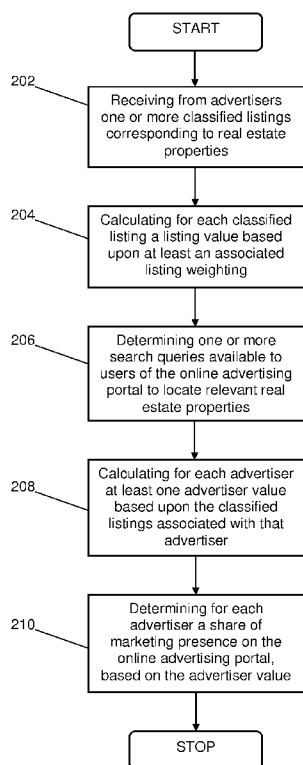 START
202
Receiving from advertisers
one or more classified listings
corresponding to real estate
properties
204
Calculating for each classified
listing a listing value based
upon at least an associated
listing weighting
206
Determining one or more
search queries available to
users of the online advertising
portal to locate relevant real
estate properties
208
Calculating for each advertiser
at least one advertiser value
based upon the classified
listings associated with that
advertiser
210
Determining for each
advertiser a share of
marketing presence on the
online advertising portal,
based on the advertiser value
STOP